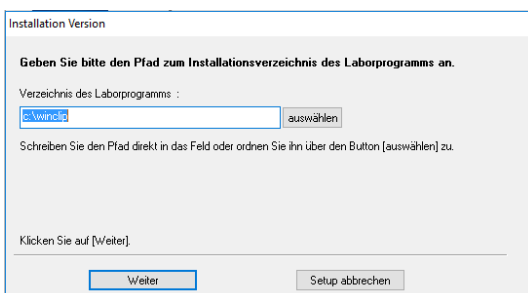 Installation Version
Geben Sie bitte den Pfad zum Installationsverzeichnis des Laborprogramms an.
Verzeichnis des Laborprogramms :
c:\winclip
auswählen
Schreiben Sie den Pfad direkt in das Feld oder ordnen Sie ihn über den Button [auswählen] zu.
Klicken Sie auf [Weiter].
Weiter
Setup abbrechen